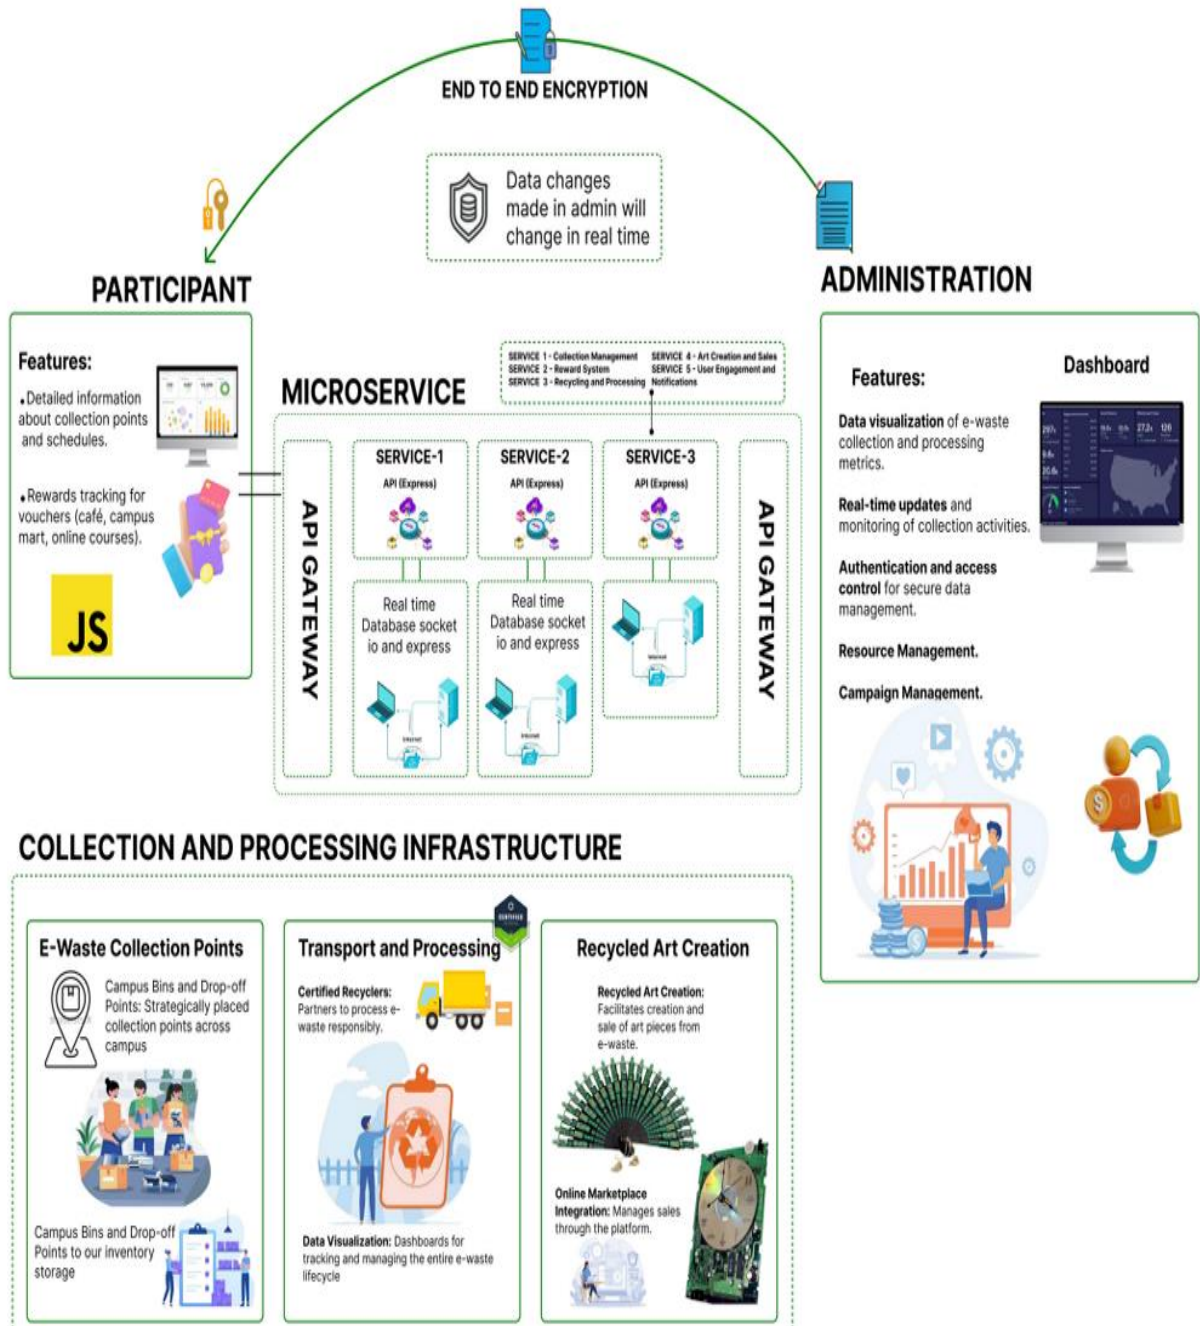 END TO END ENCRYPTION
Data changes
made in admin will
change in real time
PARTICIPANT
Features:
•Detailed information
about collection points
and schedules.
•Rewards tracking for
vouchers (café, campus
mart, online courses).
JS
MICROSERVICE
SERVICE 1 - Collection Management
SERVICE 2 - Reward System
SERVICE 3 - Recycling and Processing
SERVICE 4 - Art Creation and Sales
SERVICE 5 - User Engagement and
Notifications
API GATEWAY
SERVICE-1
API (Express)
Real time
Database socket
io and express
Internet
SERVICE-2
API (Express)
Real time
Database socket
io and express
Internet
SERVICE-3
API (Express)
Internet
API GATEWAY
ADMINISTRATION
Features:
Dashboard
Data visualization of e-waste
collection and processing
metrics.
Real-time updates and
monitoring of collection activities.
Authentication and access
control for secure data
management.
Resource Management.
Campaign Management.
COLLECTION AND PROCESSING INFRASTRUCTURE
E-Waste Collection Points
Campus Bins and Drop-off
Points: Strategically placed
collection points across
campus
Campus Bins and Drop-off
Points to our inventory
storage
CERTIFIED
Transport and Processing
Certified Recyclers:
Partners to process e-
waste responsibly.
Data Visualization: Dashboards for
tracking and managing the entire e-waste
lifecycle
Recycled Art Creation
Recycled Art Creation:
Facilitates creation and
sale of art pieces from
e-waste.
Online Marketplace
Integration: Manages sales
through the platform.